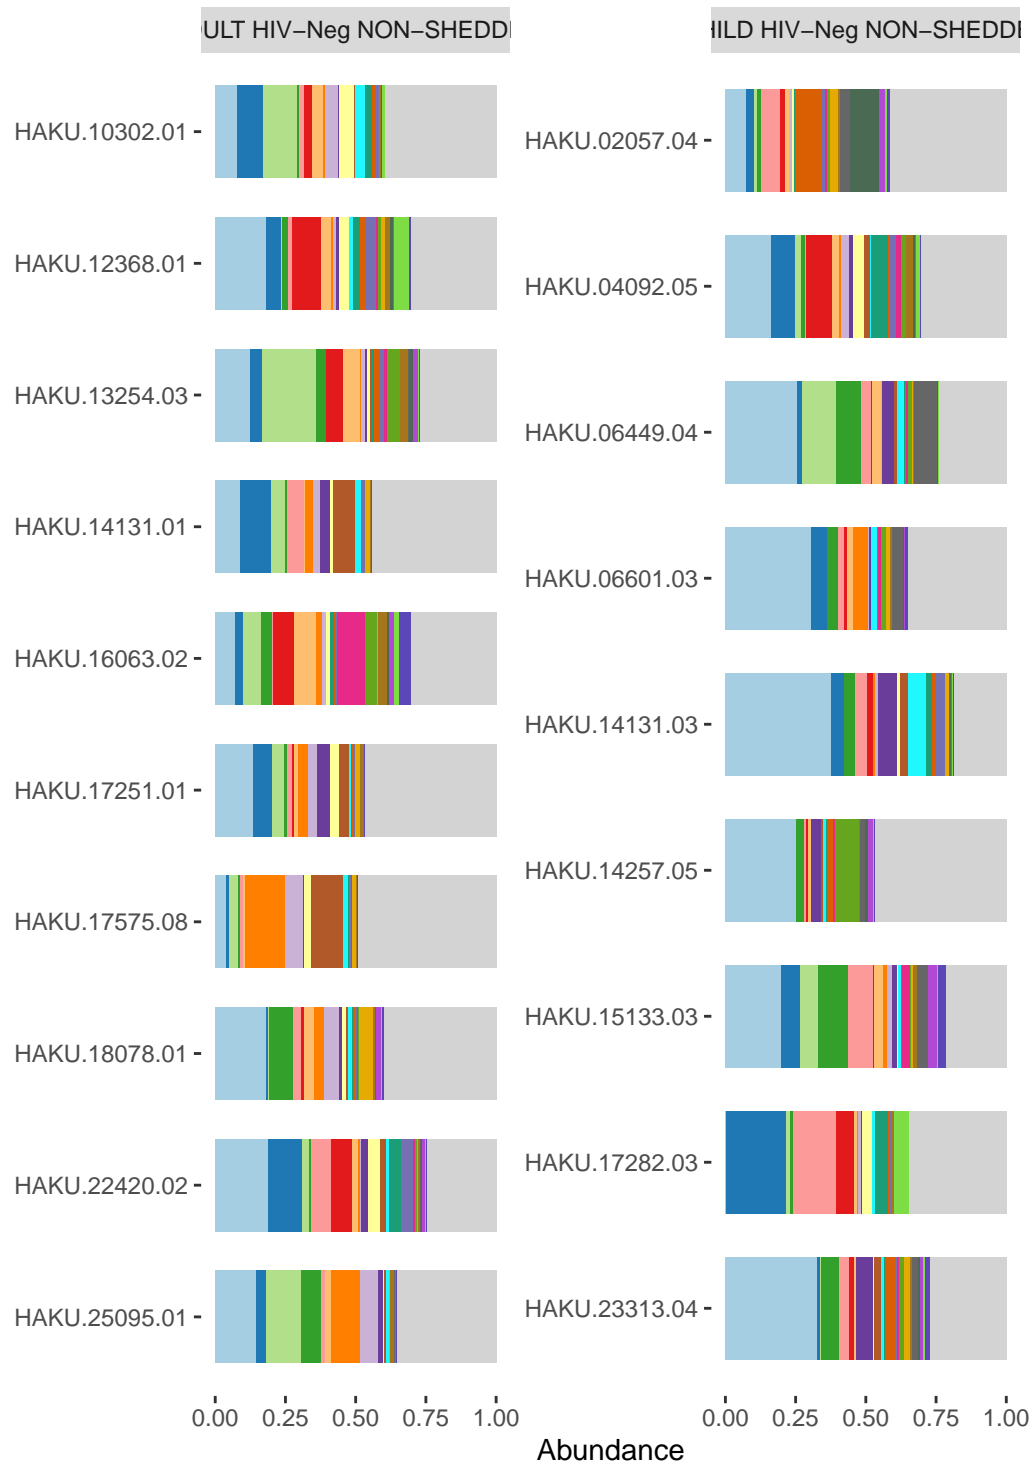 ULT HIV−Neg NON−SHEDD
HILD HIV−Neg NON−SHEDDE
HAKU.10302.01
HAKU.12368.01
HAKU.13254.03
HAKU.14131.01
HAKU.16063.02
HAKU.17251.01
HAKU.17575.08
HAKU.18078.01
HAKU.22420.02
HAKU.25095.01
HAKU.02057.04
HAKU.04092.05
HAKU.06449.04
HAKU.06601.03
HAKU.14131.03
HAKU.14257.05
HAKU.15133.03
HAKU.17282.03
HAKU.23313.04
0.00 0.25 0.50 0.75 1.00
0.00 0.25 0.50 0.75 1.00
Abundance